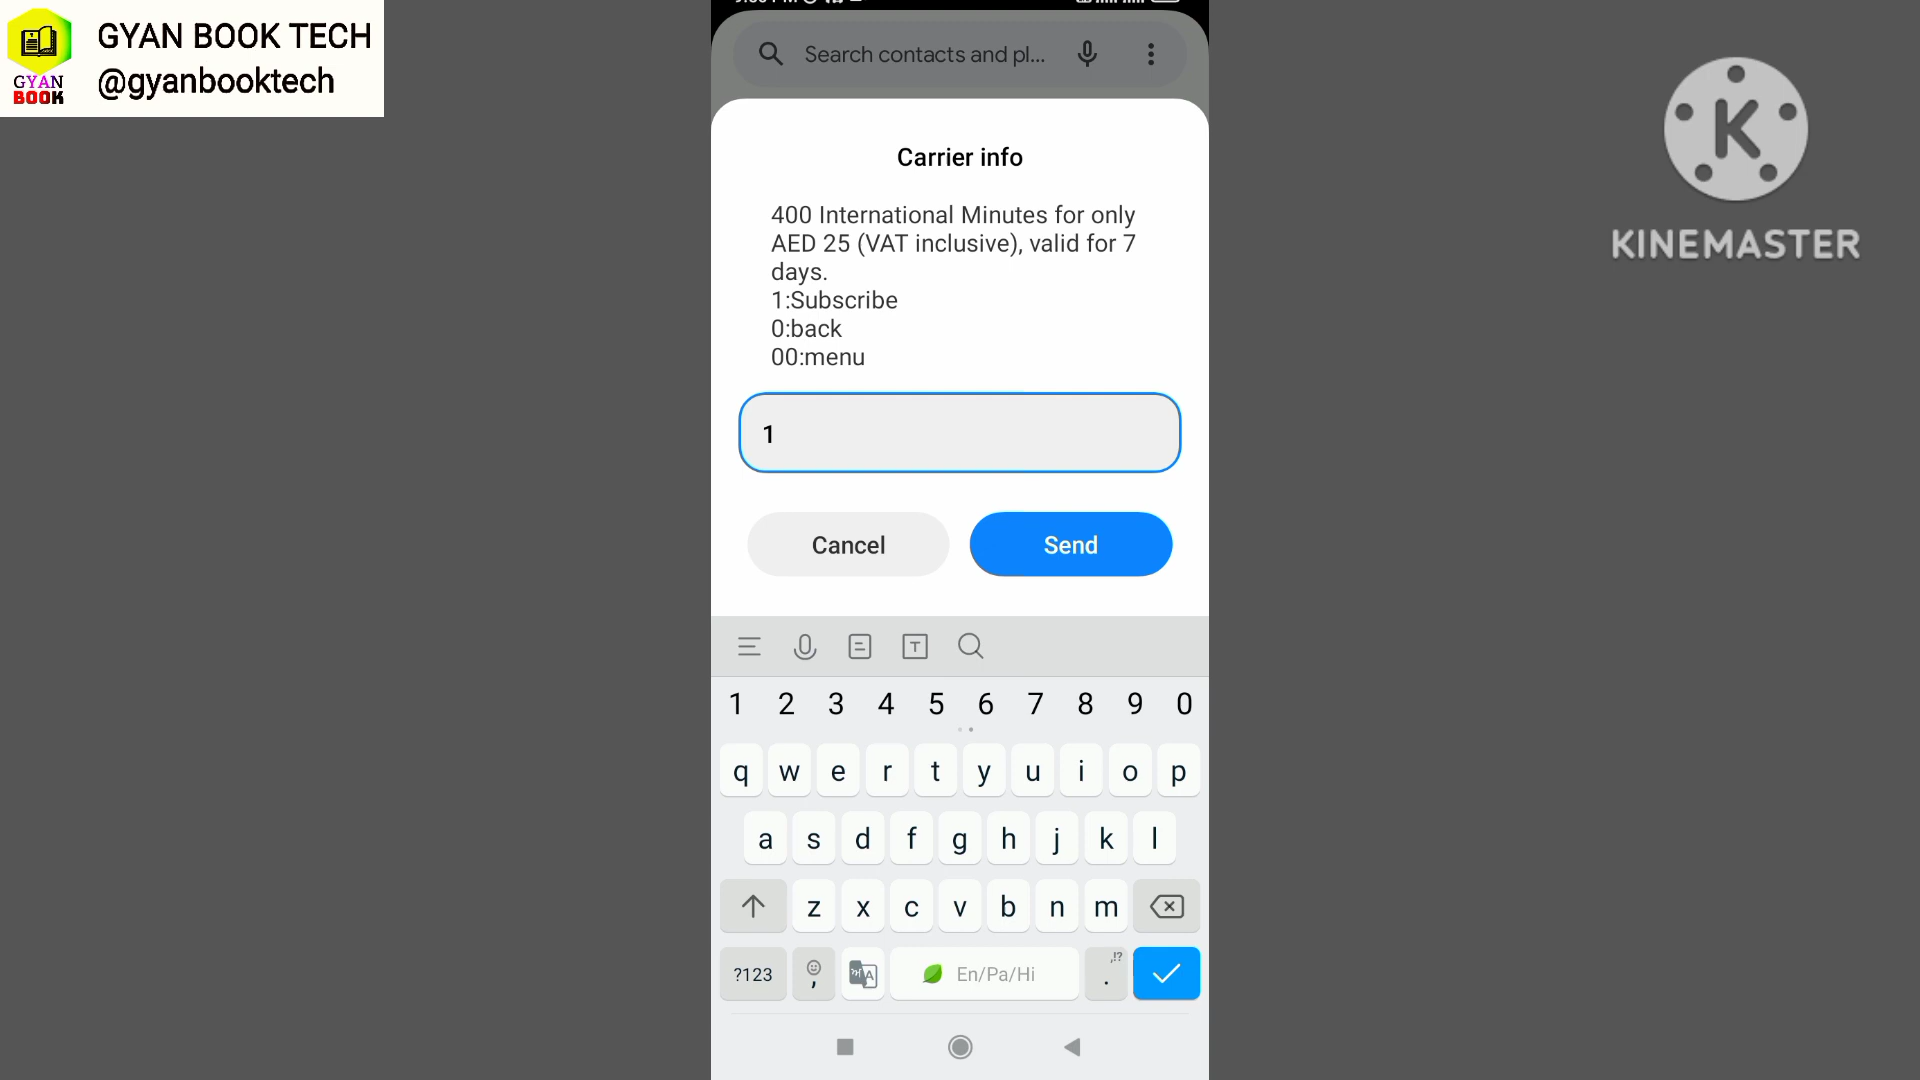 GYAN BOOK TECH
@gyanbooktech
GYAN
BOOK
Search contacts and pl...
K
KINEMASTER
Carrier info
400 International Minutes for only
AED 25 (VAT inclusive), valid for 7
days.
1:Subscribe
0:back
00:menu
1
Cancel
Send
T
1 2 3 4 5 6 7 8 9 0
q w e r t y u i o p
a s d f g h j k l
z x c v b n m
?123 , A En/Pa/Hi ,!? .